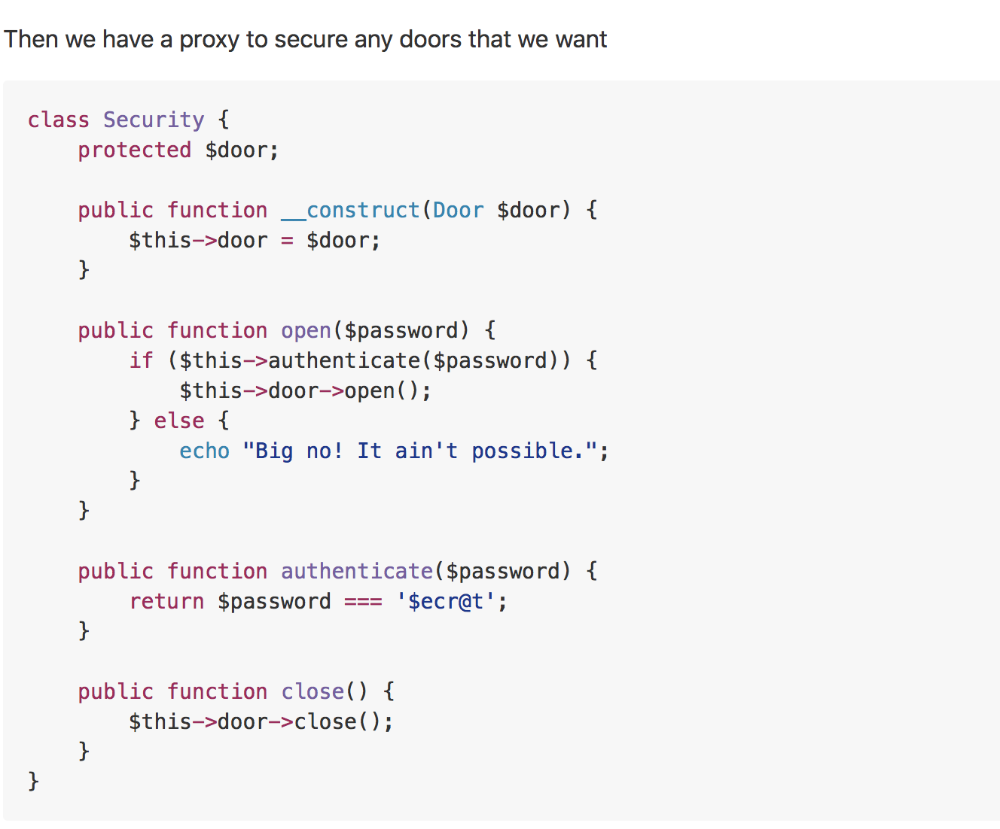 Then we have a proxy to secure any doors that we want
class Security {
    protected $door;

    public function __construct(Door $door) {
        $this->door = $door;
    }

    public function open($password) {
        if ($this->authenticate($password)) {
            $this->door->open();
        } else {
            echo "Big no! It ain't possible.";
        }
    }

    public function authenticate($password) {
        return $password === '$ecr@t';
    }

    public function close() {
        $this->door->close();
    }
}